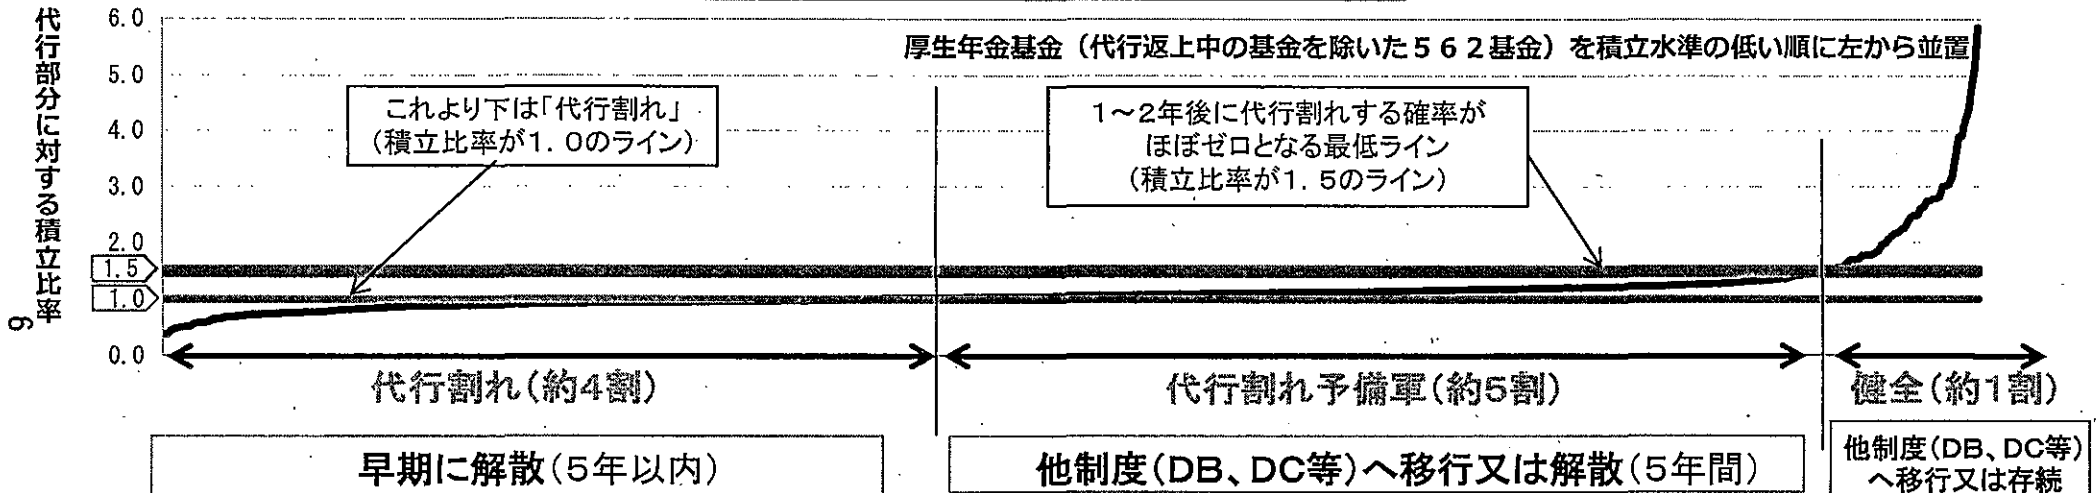 代行部分に対する積立比率
6.0
厚生年金基金（代行返上中の基金を除いた５６２基金）を積立水準の低い順に左から並置
5.0
これより下は「代行割れ」
（積立比率が1.0のライン）
1～2年後に代行割れする確率が
ほぼゼロとなる最低ライン
（積立比率が1.5のライン）
4.0
3.0
2.0
1.5
1.0
0.0
9
代行割れ（約4割）
代行割れ予備軍（約5割）
健全（約1割）
早期に解散（5年以内）
他制度（DB、DC等）へ移行又は解散（5年間）
他制度（DB、DC等）
へ移行又は存続